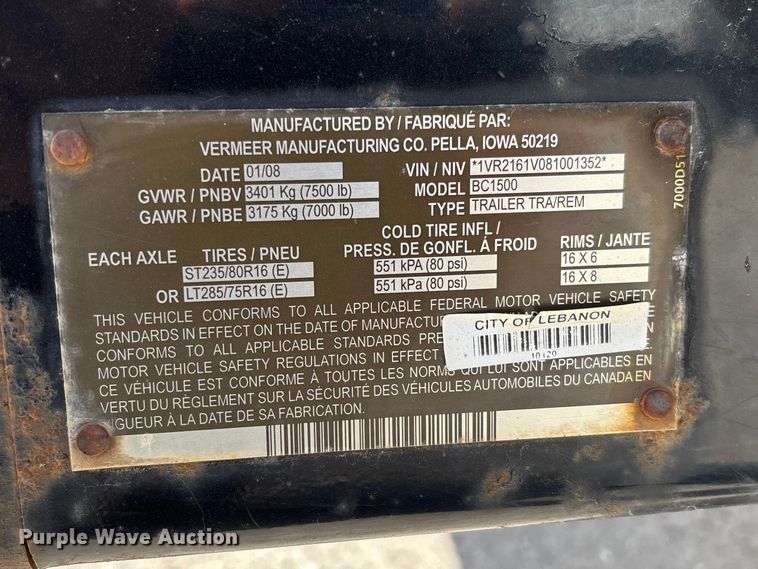 MANUFACTURED BY / FABRIQUÉ PAR:
VERMEER MANUFACTURING CO. PELLA, IOWA 50219
DATE 01/08 VIN / NIV *1VR2161V081001352*
GVWR / PNBV 3401 Kg (7500 lb) MODEL BC1500
GAWR / PNBE 3175 Kg (7000 lb) TYPE TRAILER TRA/REM
COLD TIRE INFL /
EACH AXLE TIRES / PNEU PRESS. DE GONFL. Á FROID RIMS / JANTE
ST235/80R16 (E) 551 kPA (80 psi) 16 X 6
OR LT285/75R16 (E) 551 kPa (80 psi) 16 X 8
THIS VEHICLE CONFORMS TO ALL APPLICABLE FEDERAL MOTOR VEHICLE SAFETY
STANDARDS IN EFFECT ON THE DATE OF MANUFACTURE
CONFORMS TO ALL APPLICABLE STANDARDS
MOTOR VEHICLE SAFETY REGULATIONS IN EFFECT
CE VÉHICULE EST CONFORME À TOUTES LES NORMS QUI LUI SONT APPLICABLES EN
VERTU DU RÈGLEMENT SUR LA SÉCURITÉ DES VÉHICULES AUTOMOBILES DU CANADA EN
VIGUEUR À LA DATE DE SA FABRICATION.
CITY OF LEBANON
10120
7000D51
Purple Wave Auction